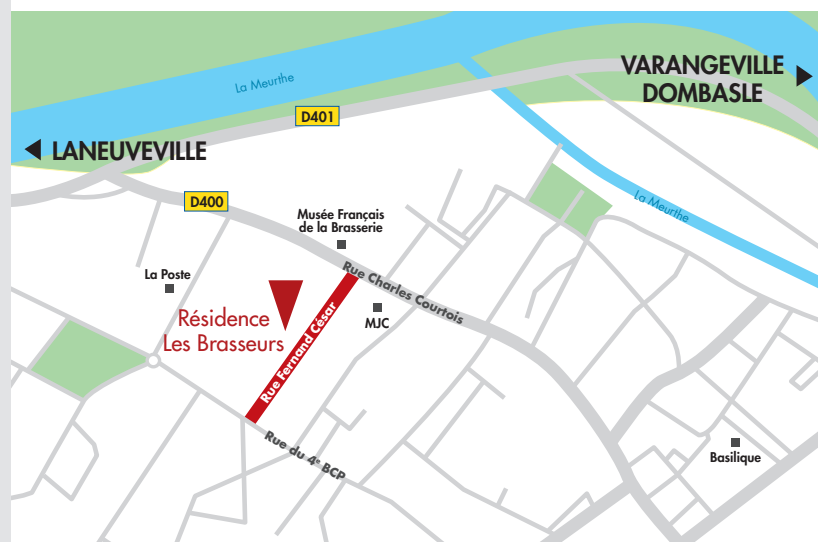 La Meurthe
VARANGEVILLE
DOMBASLE
D401
LANEUVEVILLE
D400
La Meurthe
Musée Français
de la Brasserie
La Poste
Rue Charles Courtois
Résidence
Les Brasseurs
MJC
Rue Fernand César
Rue du 4e BCP
Basilique